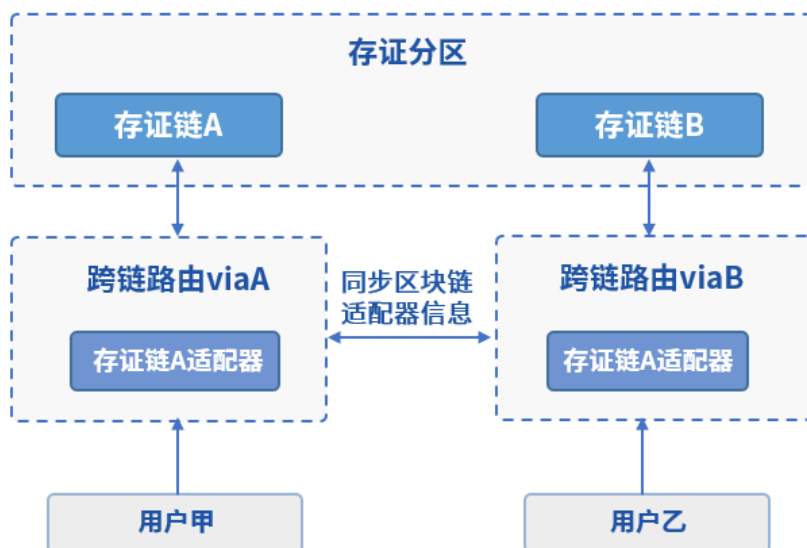 存证分区
存证链A
存证链B
跨链路由viaA
同步区块链
适配器信息
跨链路由viaB
存证链A适配器
存证链A适配器
用户甲
用户乙